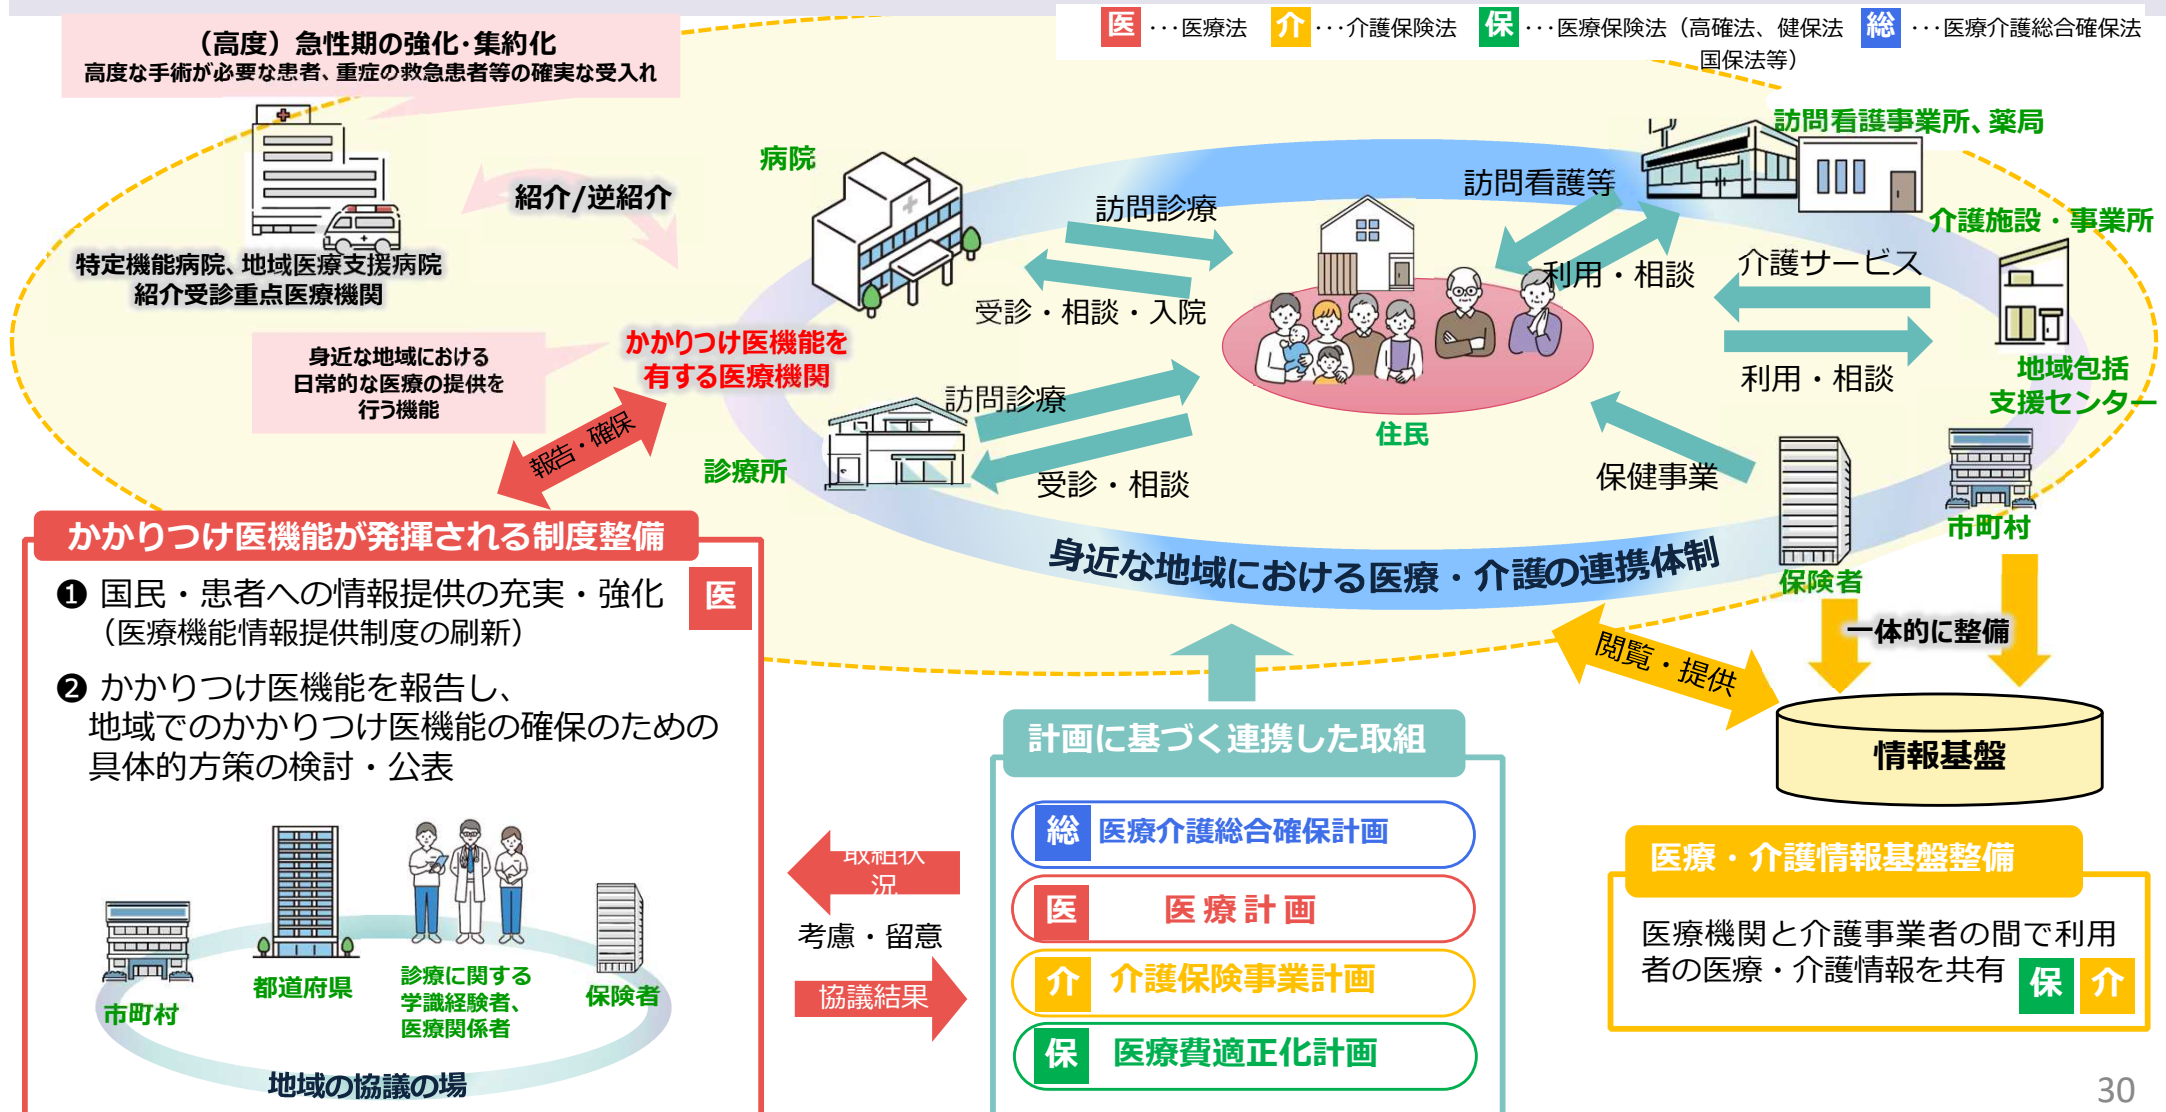 医 ･･･医療法 介 ･･･介護保険法 保 ･･･医療保険法（高確法、健保法 総 ･･･医療介護総合確保法
国保法等）
（高度）急性期の強化･集約化
高度な手術が必要な患者、重症の救急患者等の確実な受入れ
紹介/逆紹介
特定機能病院、地域医療支援病院
紹介受診重点医療機関
身近な地域における
日常的な医療の提供を
行う機能
かかりつけ医機能を
有する医療機関
報告・確保
病院
訪問診療
受診・相談・入院
診療所
訪問診療
受診・相談
住民
訪問看護事業所、薬局
訪問看護等
利用・相談
介護施設・事業所
介護サービス
利用・相談
地域包括
支援センター
保健事業
市町村
保険者
身近な地域における医療・介護の連携体制
一体的に整備
閲覧・提供
情報基盤
かかりつけ医機能が発揮される制度整備
❶ 国民・患者への情報提供の充実・強化 医
（医療機能情報提供制度の刷新）
❷ かかりつけ医機能を報告し、
地域でのかかりつけ医機能の確保のための
具体的方策の検討・公表
市町村
都道府県
診療に関する
学識経験者、
医療関係者
保険者
地域の協議の場
取組状
況
考慮・留意
協議結果
計画に基づく連携した取組
総 医療介護総合確保計画
医 医療計画
介 介護保険事業計画
保 医療費適正化計画
医療・介護情報基盤整備
医療機関と介護事業者の間で利用
者の医療・介護情報を共有 保 介
30